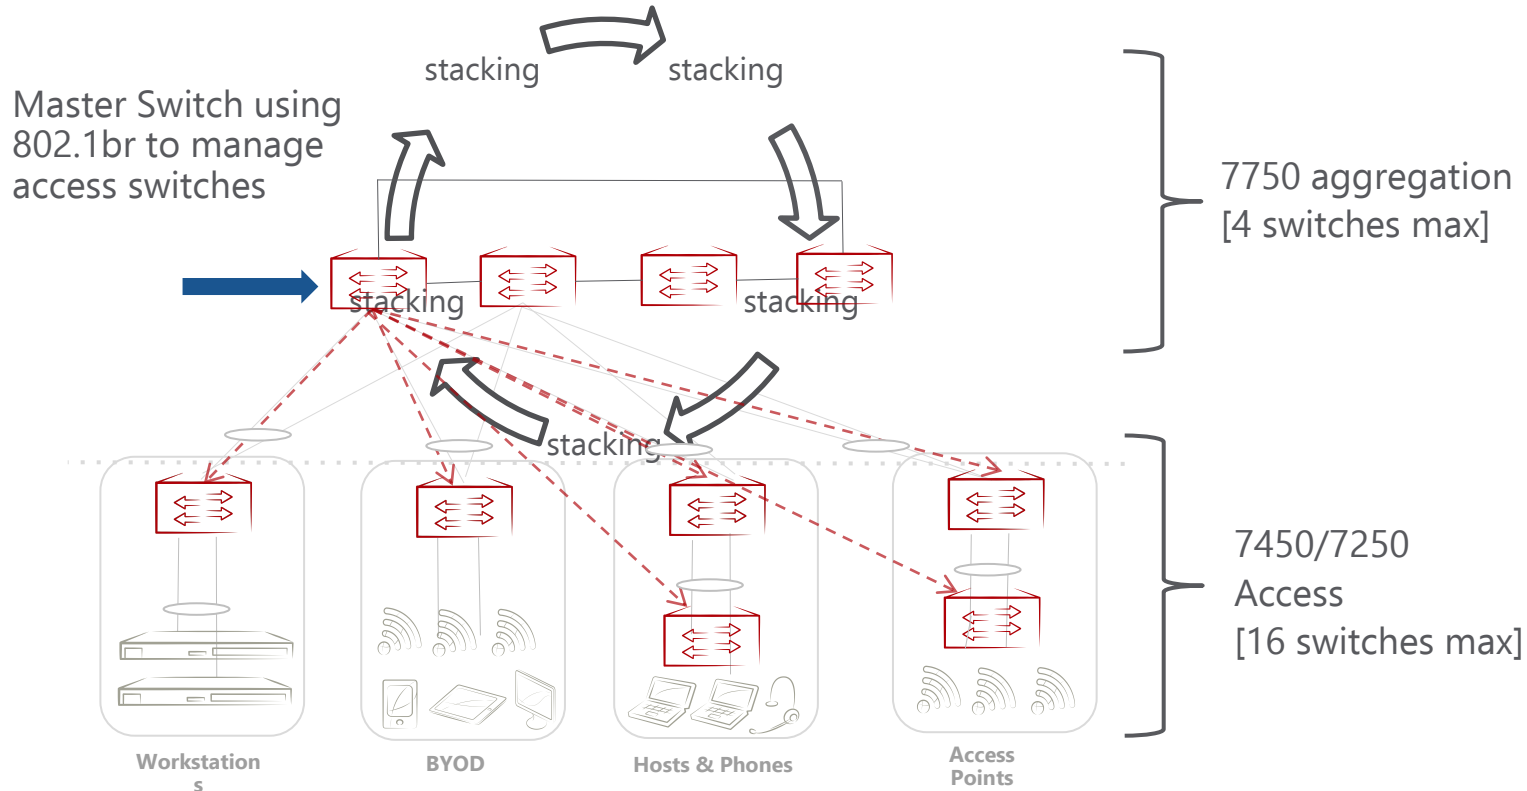 stacking
stacking
Master Switch using
802.1br to manage
access switches
7750 aggregation
[4 switches max]
stacking
stacking
stacking
7450/7250
Access
[16 switches max]
Workstation
s
BYOD
Hosts & Phones
Access
Points